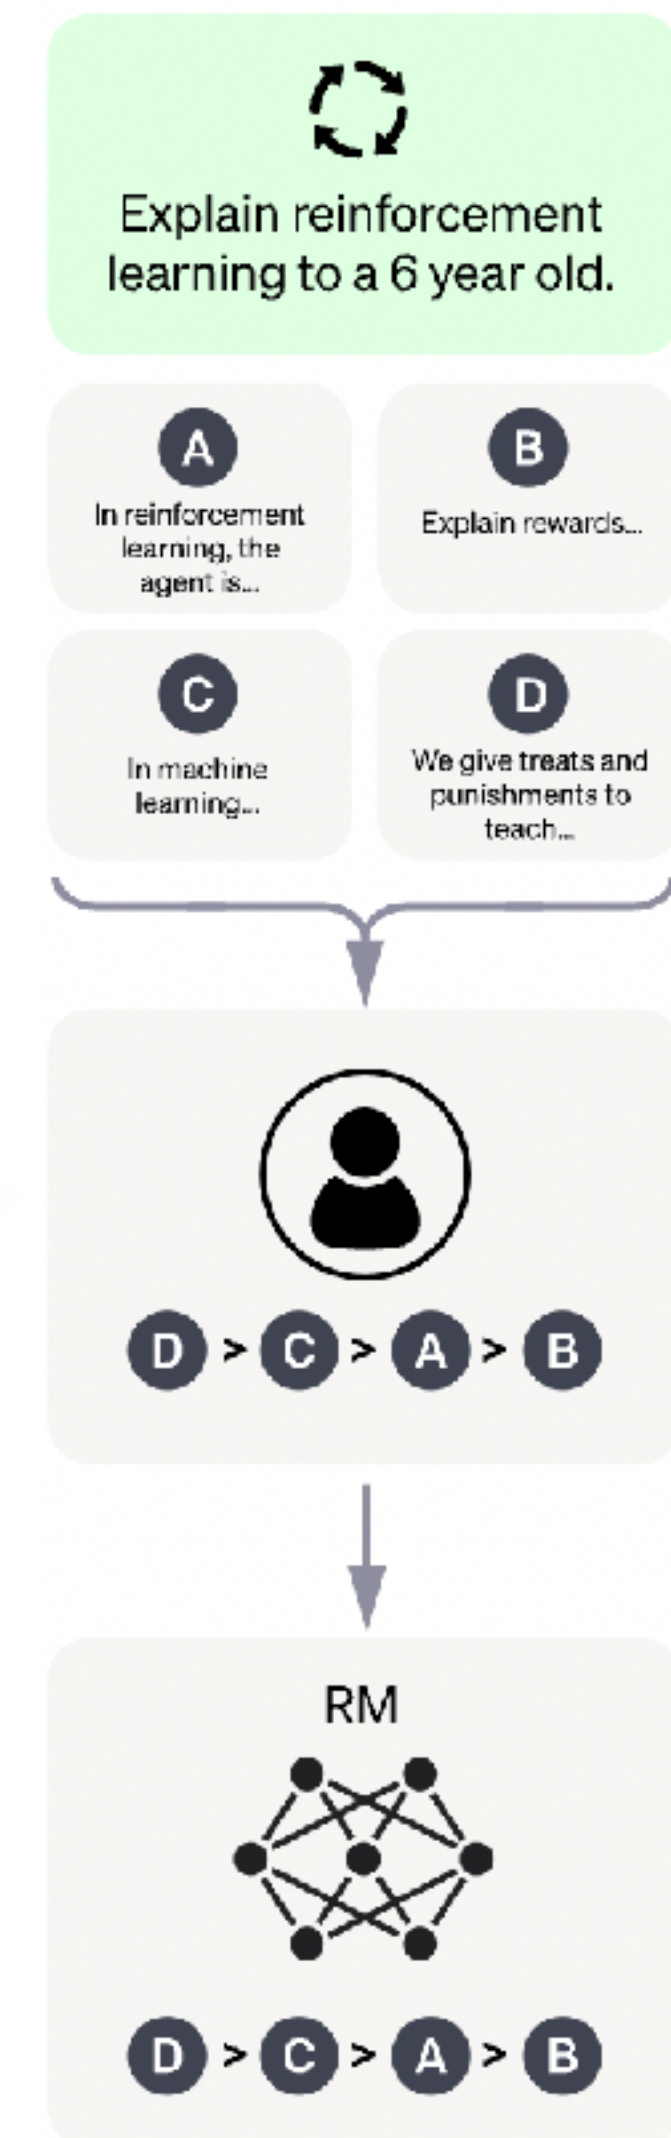 Explain reinforcement
learning to a 6 year old.
A
In reinforcement
learning, the
agent is...
B
Explain rewards...
C
In machine
learning...
D
We give treats and
punishments to
teach...
D > C > A > B
RM
D > C > A > B